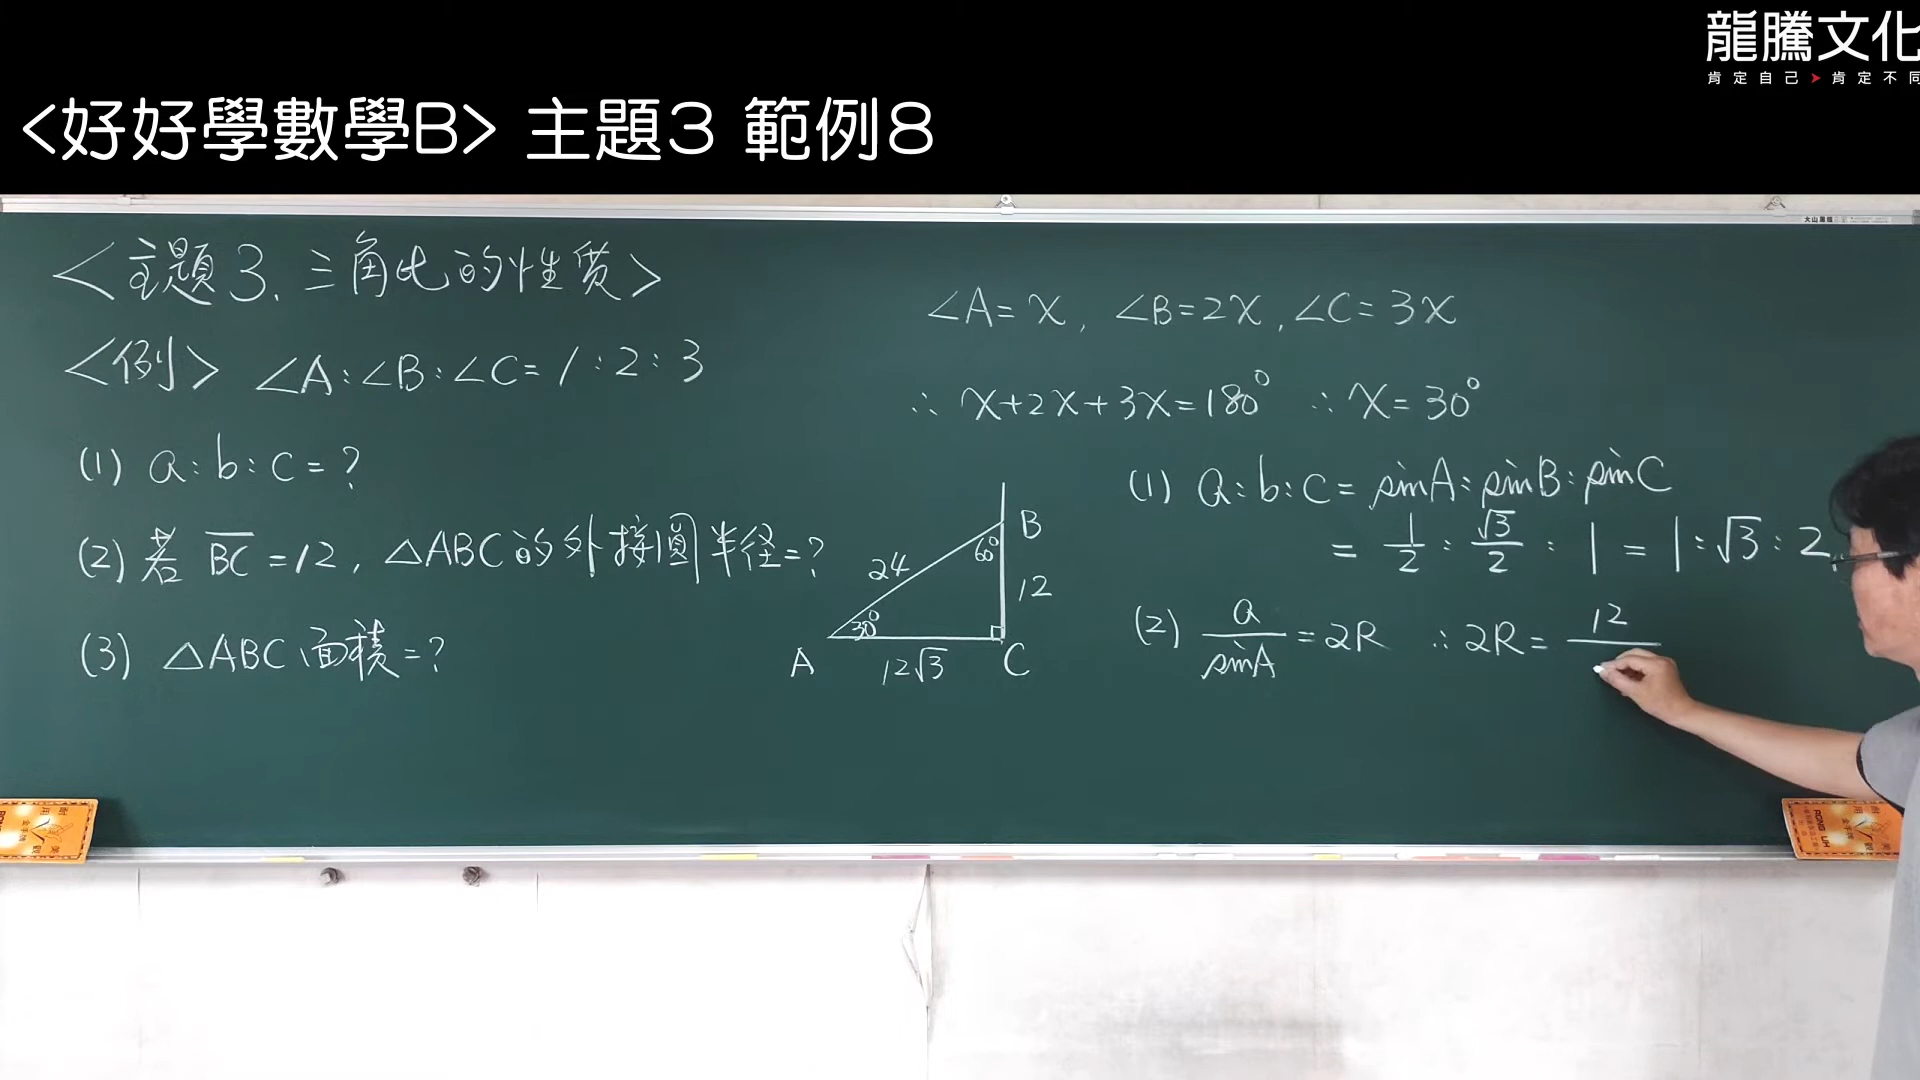 龍騰文化
肯定自己➤肯定不同
<好好學數學B> 主題3 範例8
<主題3. 三角比的性質>
<例> ∠A:∠B:∠C=1:2:3
(1) a:b:c=?
(2) 若 \overline{BC}=12, △ABC的外接圓半径=?
(3) △ABC面積=?
B
60°
24
12
30°
A
12√3
C
∠A=x, ∠B=2x, ∠C=3x
∴ x+2x+3x=180° ∴ x=30°
(1) a:b:c=sinA:sinB:sinC
= 1/2 : √3/2 : 1 = 1:√3:2
(2) a/sinA = 2R ∴ 2R= 12/